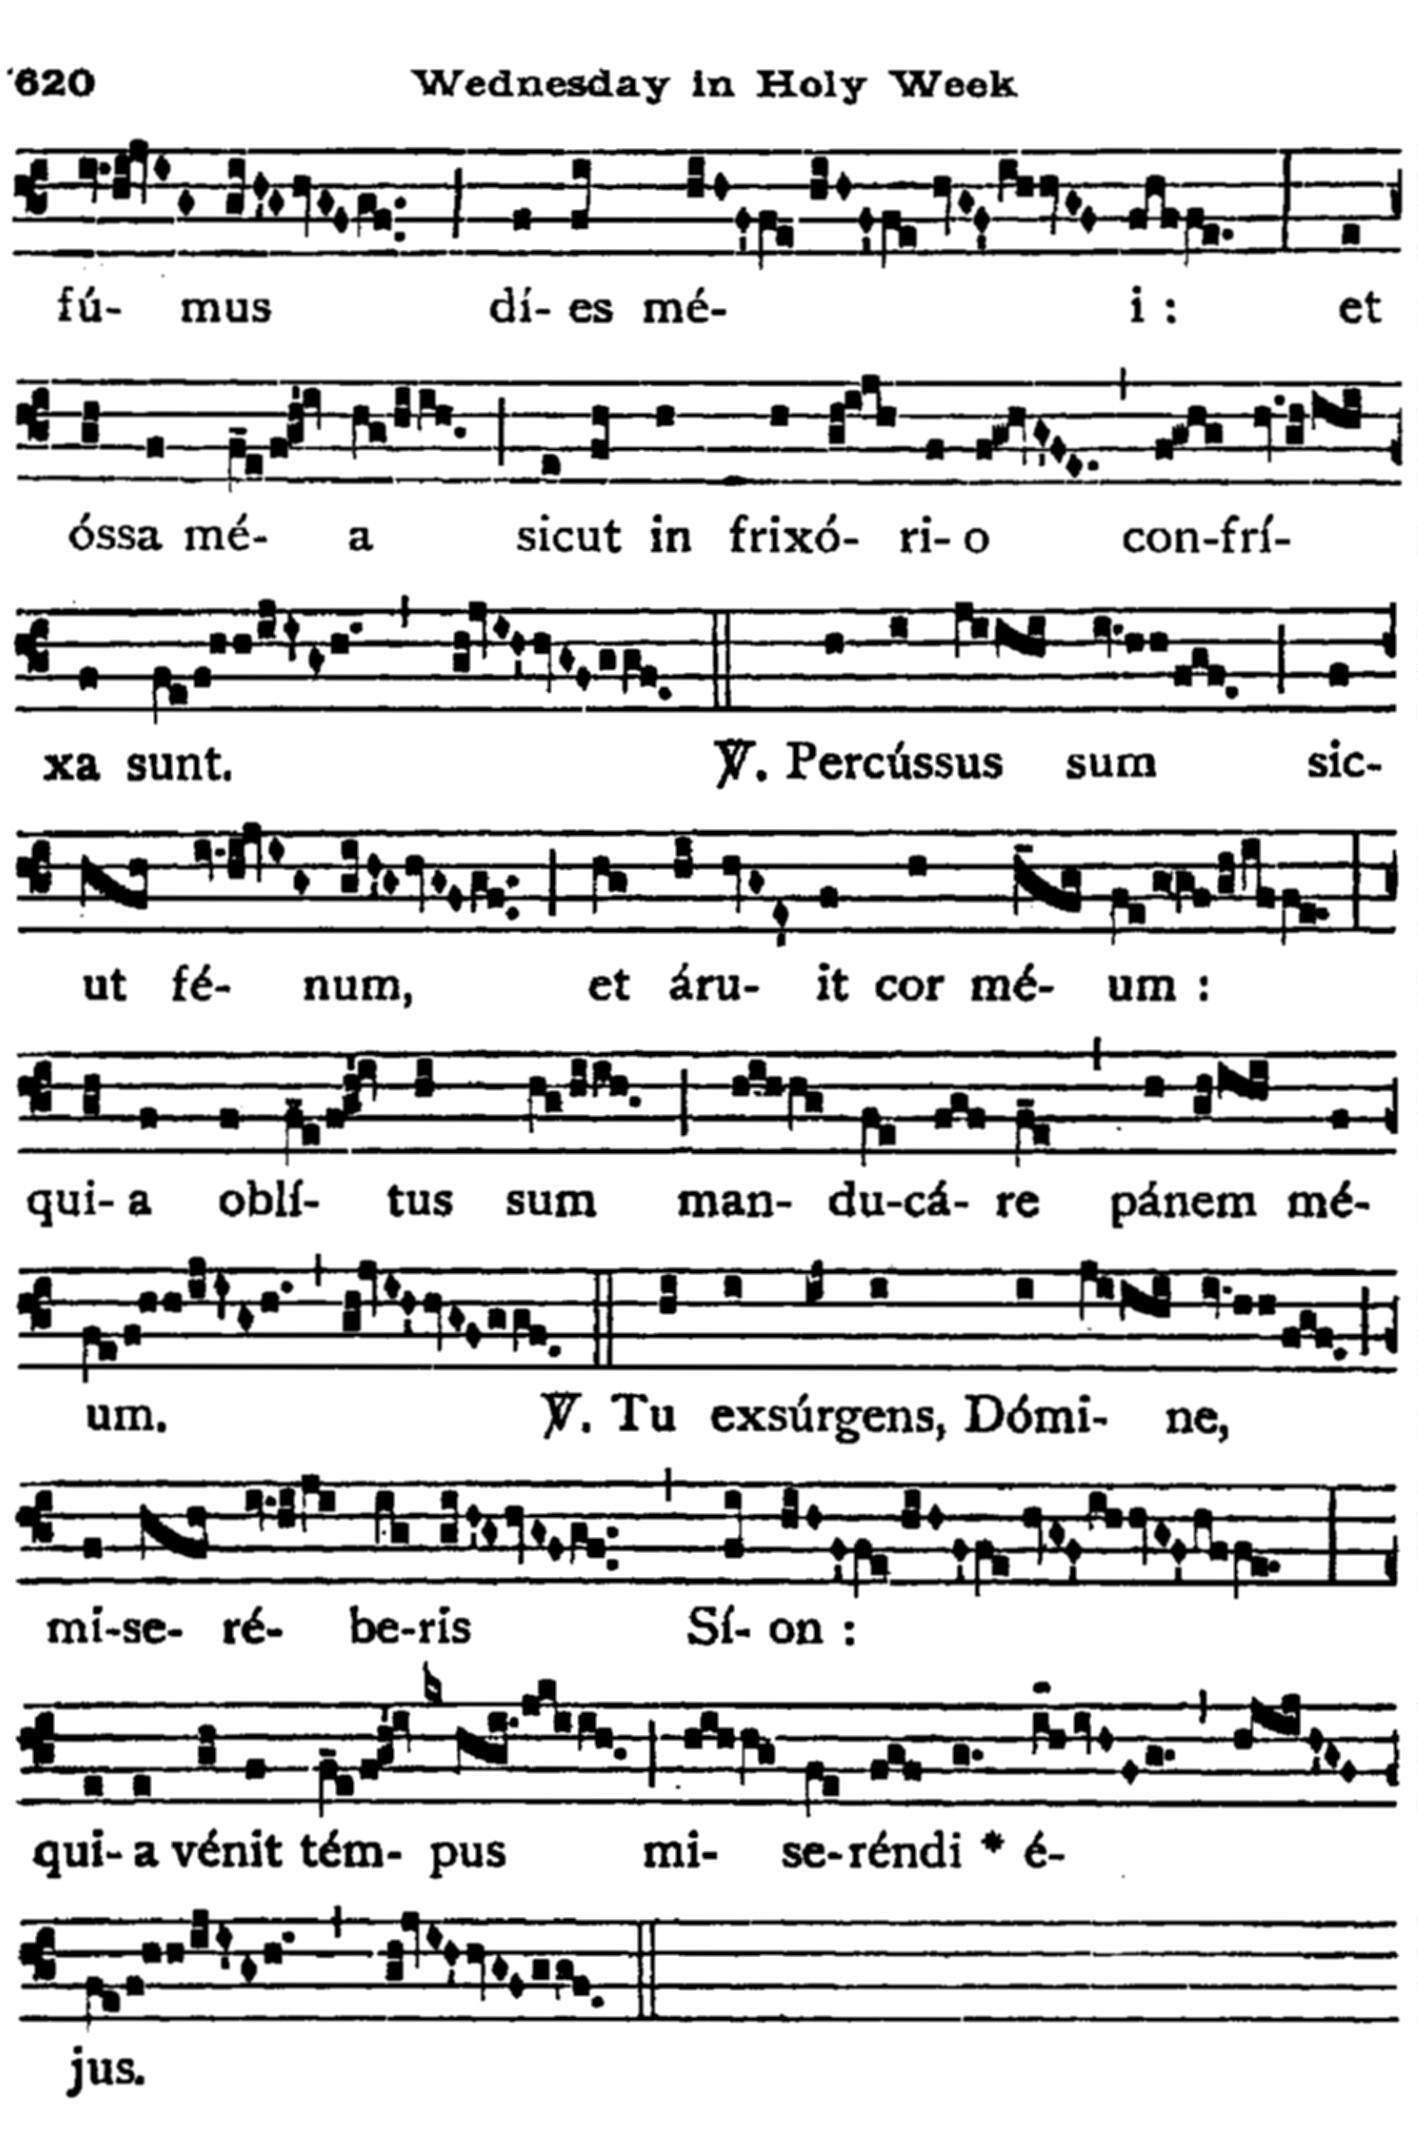 620 Wednesday in Holy Week
fú- mus dí- es mé- i : et
óssa mé- a sicut in frixó- ri- o con-frí-
xa sunt. ℣. Percússus sum sic-
ut fé- num, et áru- it cor mé- um :
qui- a oblí- tus sum man- du-cá- re pánem mé-
um. ℣. Tu exsúrgens, Dómi- ne,
mi-se- ré- be-ris Sí- on :
qui- a vénit tém- pus mi- se-réndi * é-
jus.